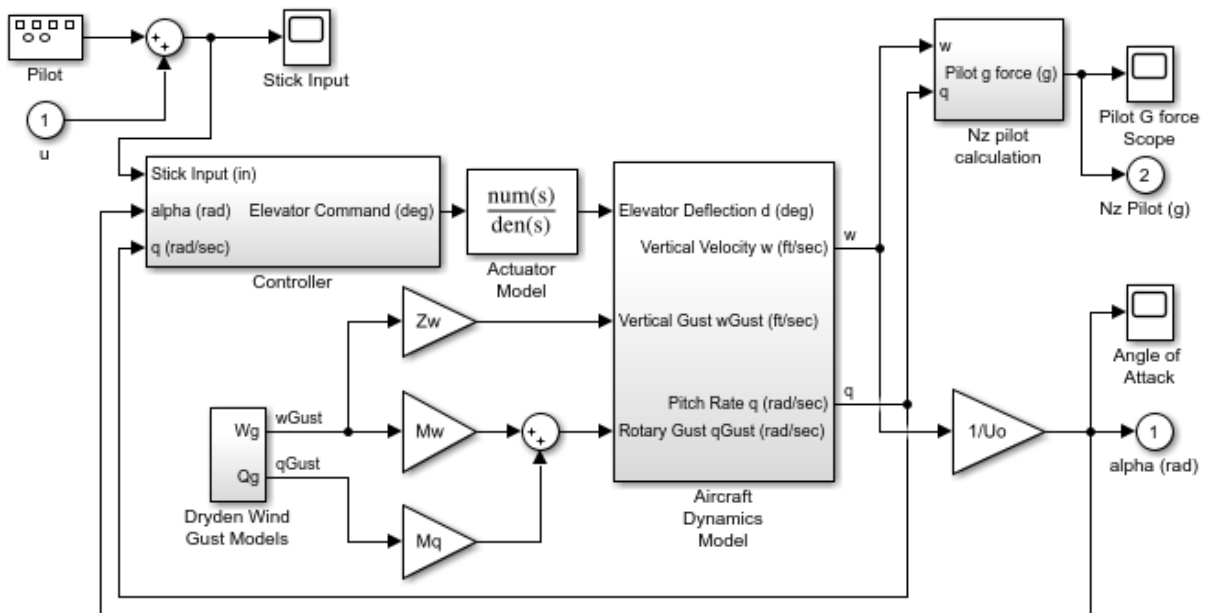 Pilot
Stick Input
1
u
w
Pilot g force (g)
q
Nz pilot
calculation
Pilot G force
Scope
2
Nz Pilot (g)
Stick Input (in)
alpha (rad)
Elevator Command (deg)
q (rad/sec)
Controller
num(s)
den(s)
Actuator
Model
Elevator Deflection d (deg)
Vertical Velocity w (ft/sec)
w
Vertical Gust wGust (ft/sec)
Pitch Rate q (rad/sec)
q
Rotary Gust qGust (rad/sec)
Aircraft
Dynamics
Model
Zw
Wg
wGust
Mw
Qg
qGust
Dryden Wind
Gust Models
Mq
1/Uo
Angle of
Attack
1
alpha (rad)